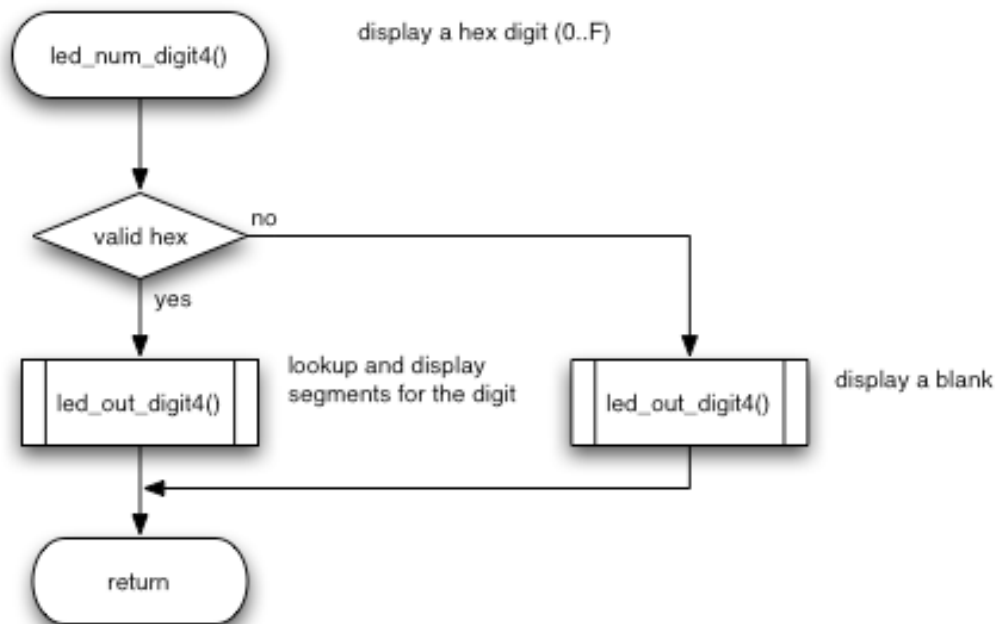 led_num_digit4()
display a hex digit (0..F)
valid hex
no
yes
led_out_digit4()
lookup and display
segments for the digit
led_out_digit4()
display a blank
return